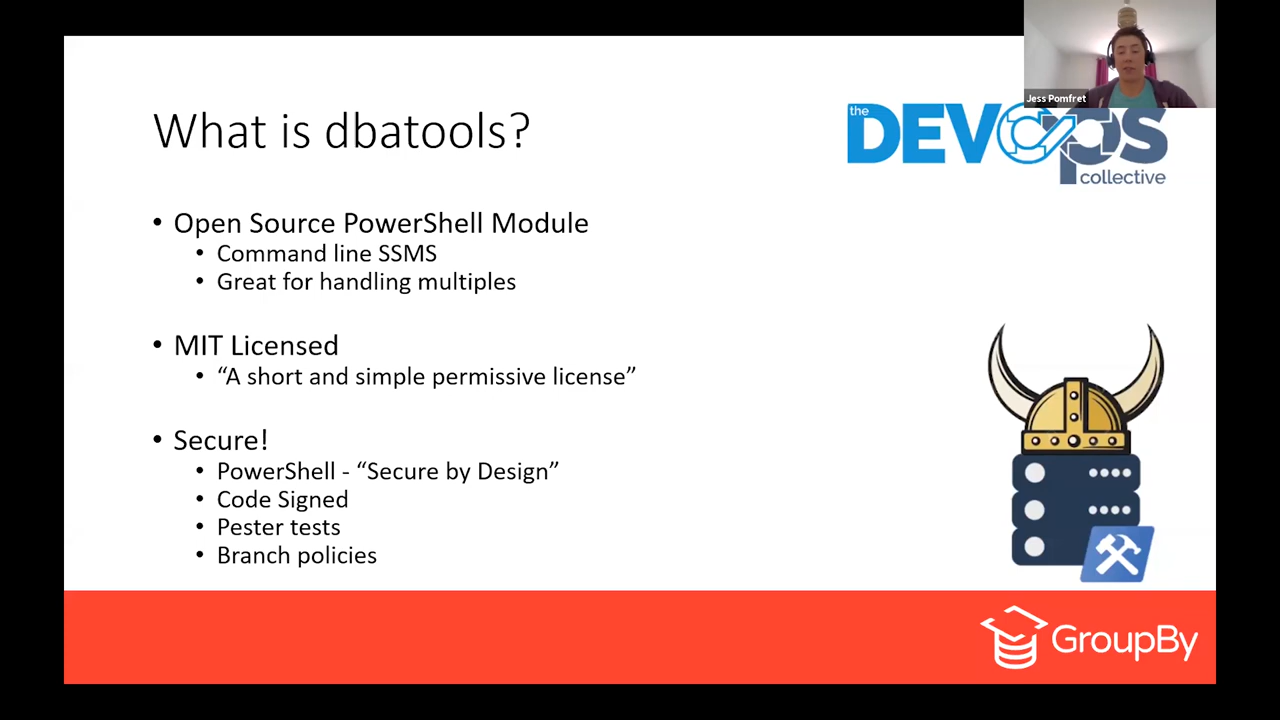 Jess Pomfret
What is dbatools?
the
DEVOPS
collective
• Open Source PowerShell Module
• Command line SSMS
• Great for handling multiples
• MIT Licensed
• “A short and simple permissive license”
• Secure!
• PowerShell - “Secure by Design”
• Code Signed
• Pester tests
• Branch policies
GroupBy